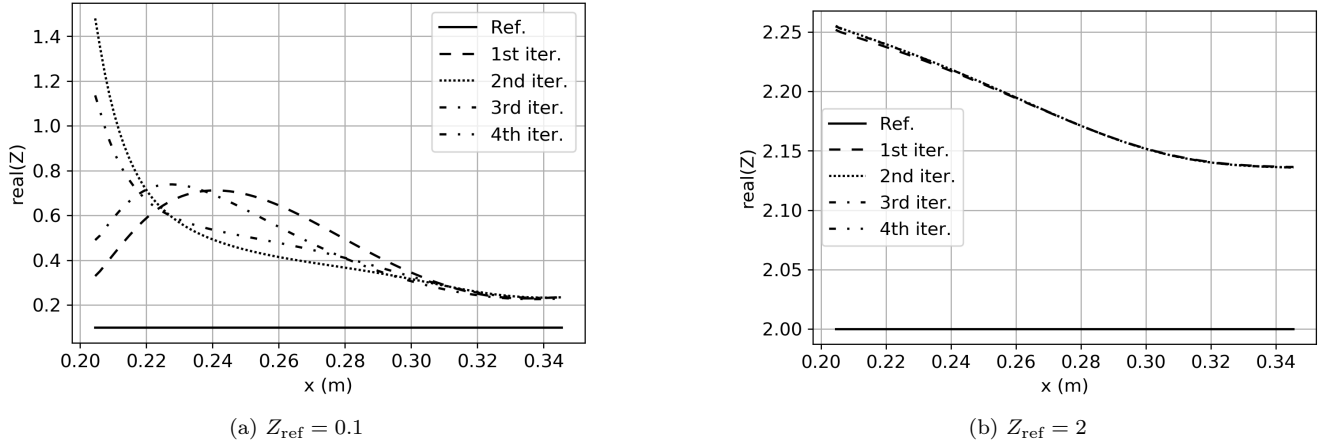 1.4
1.2
1.0
0.8
0.6
0.4
0.2
real(Z)
Ref.
1st iter.
2nd iter.
3rd iter.
4th iter.
0.20 0.22 0.24 0.26 0.28 0.30 0.32 0.34
x (m)
(a) Z_ref = 0.1
2.25
2.20
2.15
2.10
2.05
2.00
real(Z)
Ref.
1st iter.
2nd iter.
3rd iter.
4th iter.
0.20 0.22 0.24 0.26 0.28 0.30 0.32 0.34
x (m)
(b) Z_ref = 2